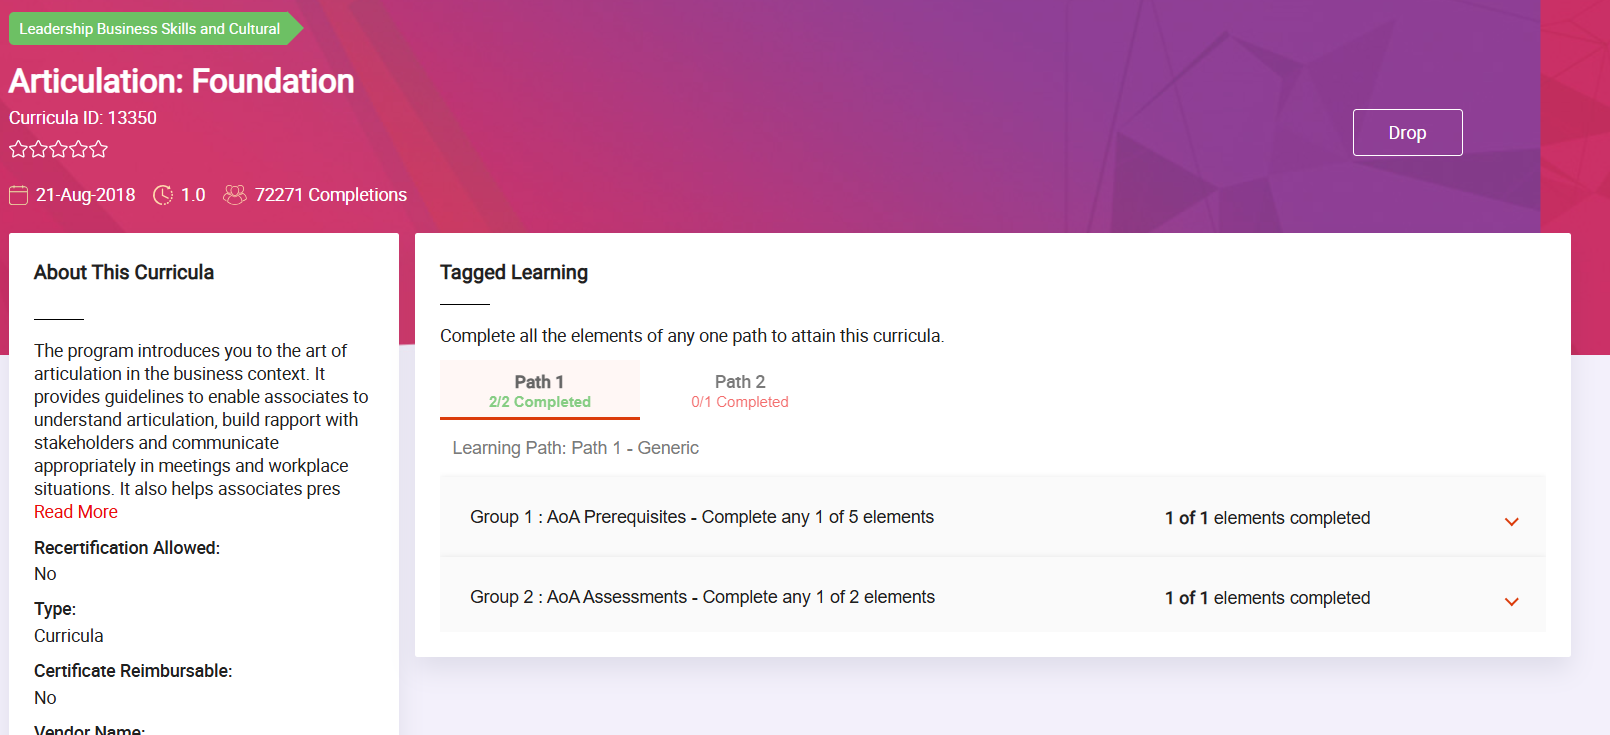 Leadership Business Skills and Cultural
Articulation: Foundation
Curricula ID: 13350
Drop
21-Aug-2018 1.0 72271 Completions
About This Curricula
The program introduces you to the art of
articulation in the business context. It
provides guidelines to enable associates to
understand articulation, build rapport with
stakeholders and communicate
appropriately in meetings and workplace
situations. It also helps associates pres
Read More
Recertification Allowed:
No
Type:
Curricula
Certificate Reimbursable:
No
Vendor Name:
Tagged Learning
Complete all the elements of any one path to attain this curricula.
Path 1
2/2 Completed
Path 2
0/1 Completed
Learning Path: Path 1 - Generic
Group 1 : AoA Prerequisites - Complete any 1 of 5 elements 1 of 1 elements completed
Group 2 : AoA Assessments - Complete any 1 of 2 elements 1 of 1 elements completed